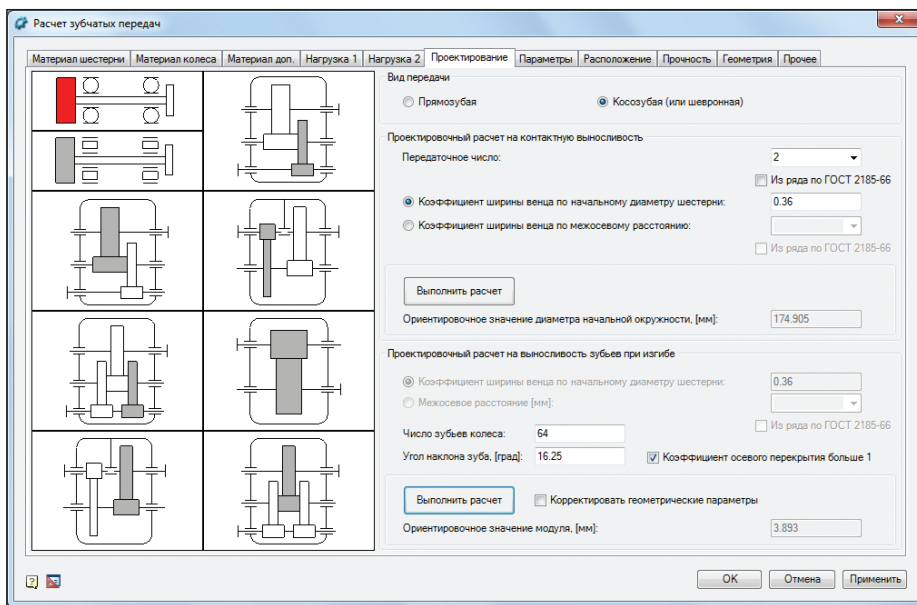 Расчет зубчатых передач
Материал шестерни Материал колеса Материал доп. Нагрузка 1 Нагрузка 2 Проектирование Параметры Расположение Прочность Геометрия Прочее
Вид передачи
Прямозубая Косозубая (или шевронная)
Проектировочный расчет на контактную выносливость
Передаточное число: 2
Из ряда по ГОСТ 2185-66
Коэффициент ширины венца по начальному диаметру шестерни: 0.36
Коэффициент ширины венца по межосевому расстоянию:
Из ряда по ГОСТ 2185-66
Выполнить расчет
Ориентировочное значение диаметра начальной окружности, [мм]: 174.905
Проектировочный расчет на выносливость зубьев при изгибе
Коэффициент ширины венца по начальному диаметру шестерни: 0.36
Межосевое расстояние [мм]:
Из ряда по ГОСТ 2185-66
Число зубьев колеса: 64
Угол наклона зуба, [град]: 16.25 Коэффициент осевого перекрытия больше 1
Выполнить расчет Корректировать геометрические параметры
Ориентировочное значение модуля, [мм]: 3.893
OK Отмена Применить